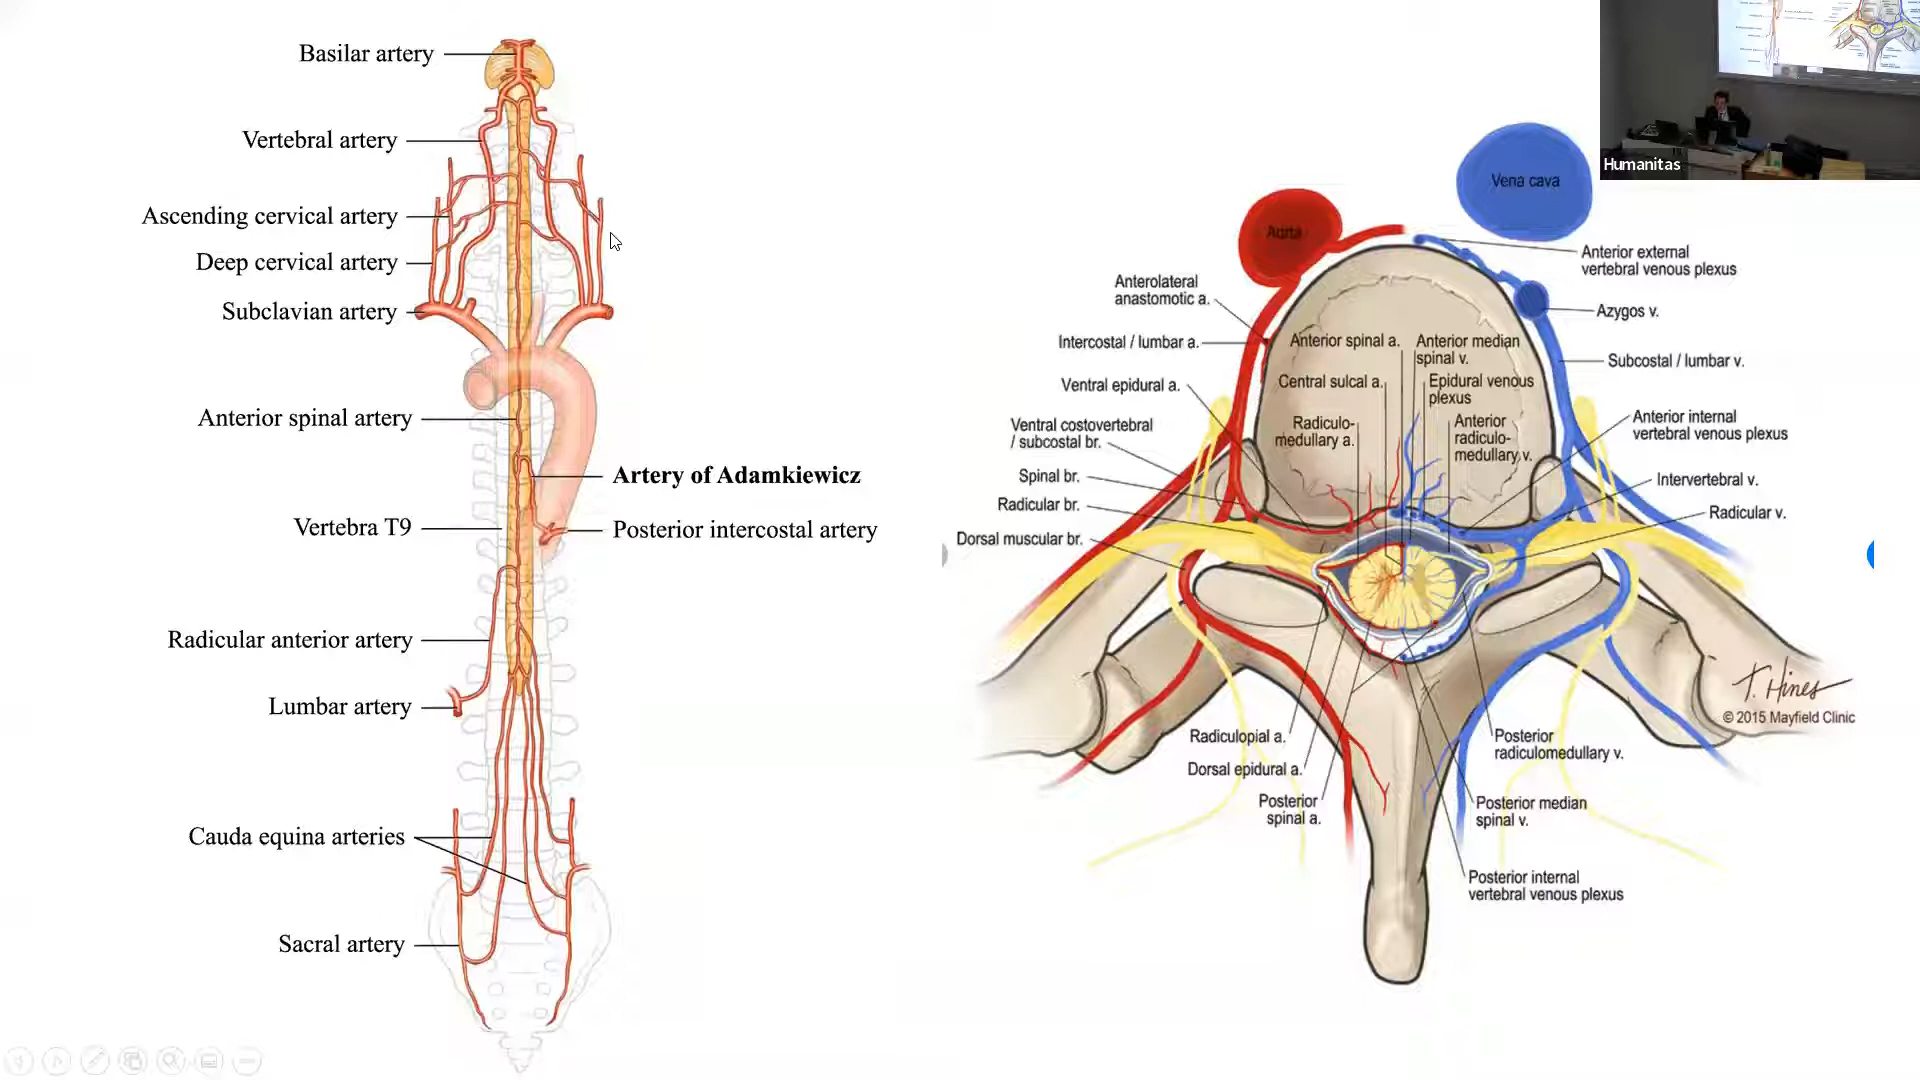 Basilar artery
Vertebral artery
Ascending cervical artery
Deep cervical artery
Subclavian artery
Anterior spinal artery
Artery of Adamkiewicz
Vertebra T9
Posterior intercostal artery
Radicular anterior artery
Lumbar artery
Cauda equina arteries
Sacral artery
Humanitas
Vena cava
Aorta
Anterior external
vertebral venous plexus
Azygos v.
Subcostal / lumbar v.
Anterior internal
vertebral venous plexus
Intervertebral v.
Radicular v.
Anterolateral
anastomotic a.
Intercostal / lumbar a.
Ventral epidural a.
Ventral costovertebral
/ subcostal br.
Spinal br.
Radicular br.
Dorsal muscular br.
Anterior spinal a.
Central sulcal a.
Radiculo-
medullary a.
Anterior median
spinal v.
Epidural venous
plexus
Anterior
radiculo-
medullary v.
Radiculopial a.
Dorsal epidural a.
Posterior
spinal a.
Posterior
radiculomedullary v.
Posterior median
spinal v.
Posterior internal
vertebral venous plexus
T. Hines
© 2015 Mayfield Clinic